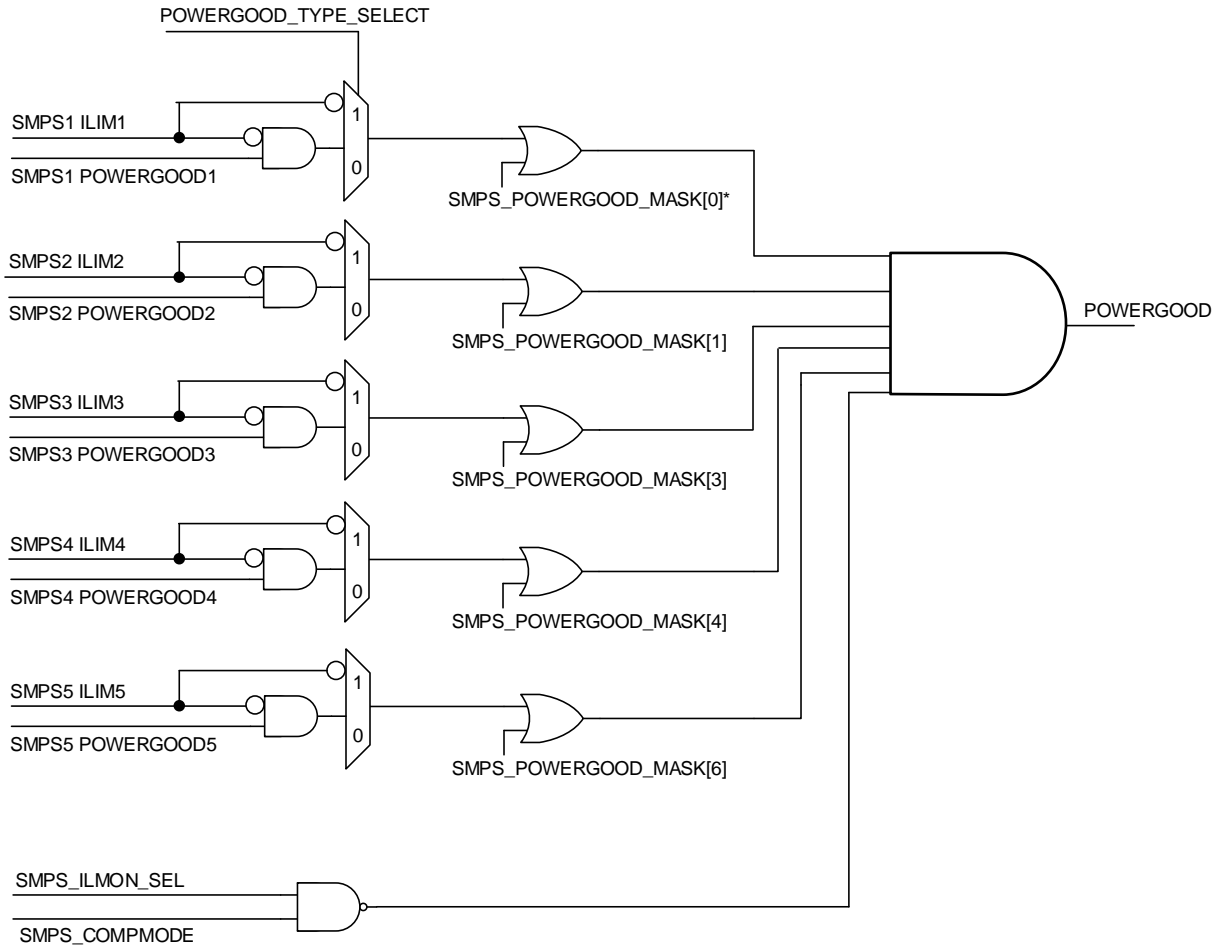 POWERGOOD_TYPE_SELECT
SMPS1 ILIM1
1
SMPS1 POWERGOOD1
0
SMPS_POWERGOOD_MASK[0]*
SMPS2 ILIM2
1
SMPS2 POWERGOOD2
0
SMPS_POWERGOOD_MASK[1]
POWERGOOD
SMPS3 ILIM3
1
SMPS3 POWERGOOD3
0
SMPS_POWERGOOD_MASK[3]
SMPS4 ILIM4
1
SMPS4 POWERGOOD4
0
SMPS_POWERGOOD_MASK[4]
SMPS5 ILIM5
1
SMPS5 POWERGOOD5
0
SMPS_POWERGOOD_MASK[6]
SMPS_ILMON_SEL
SMPS_COMPMODE